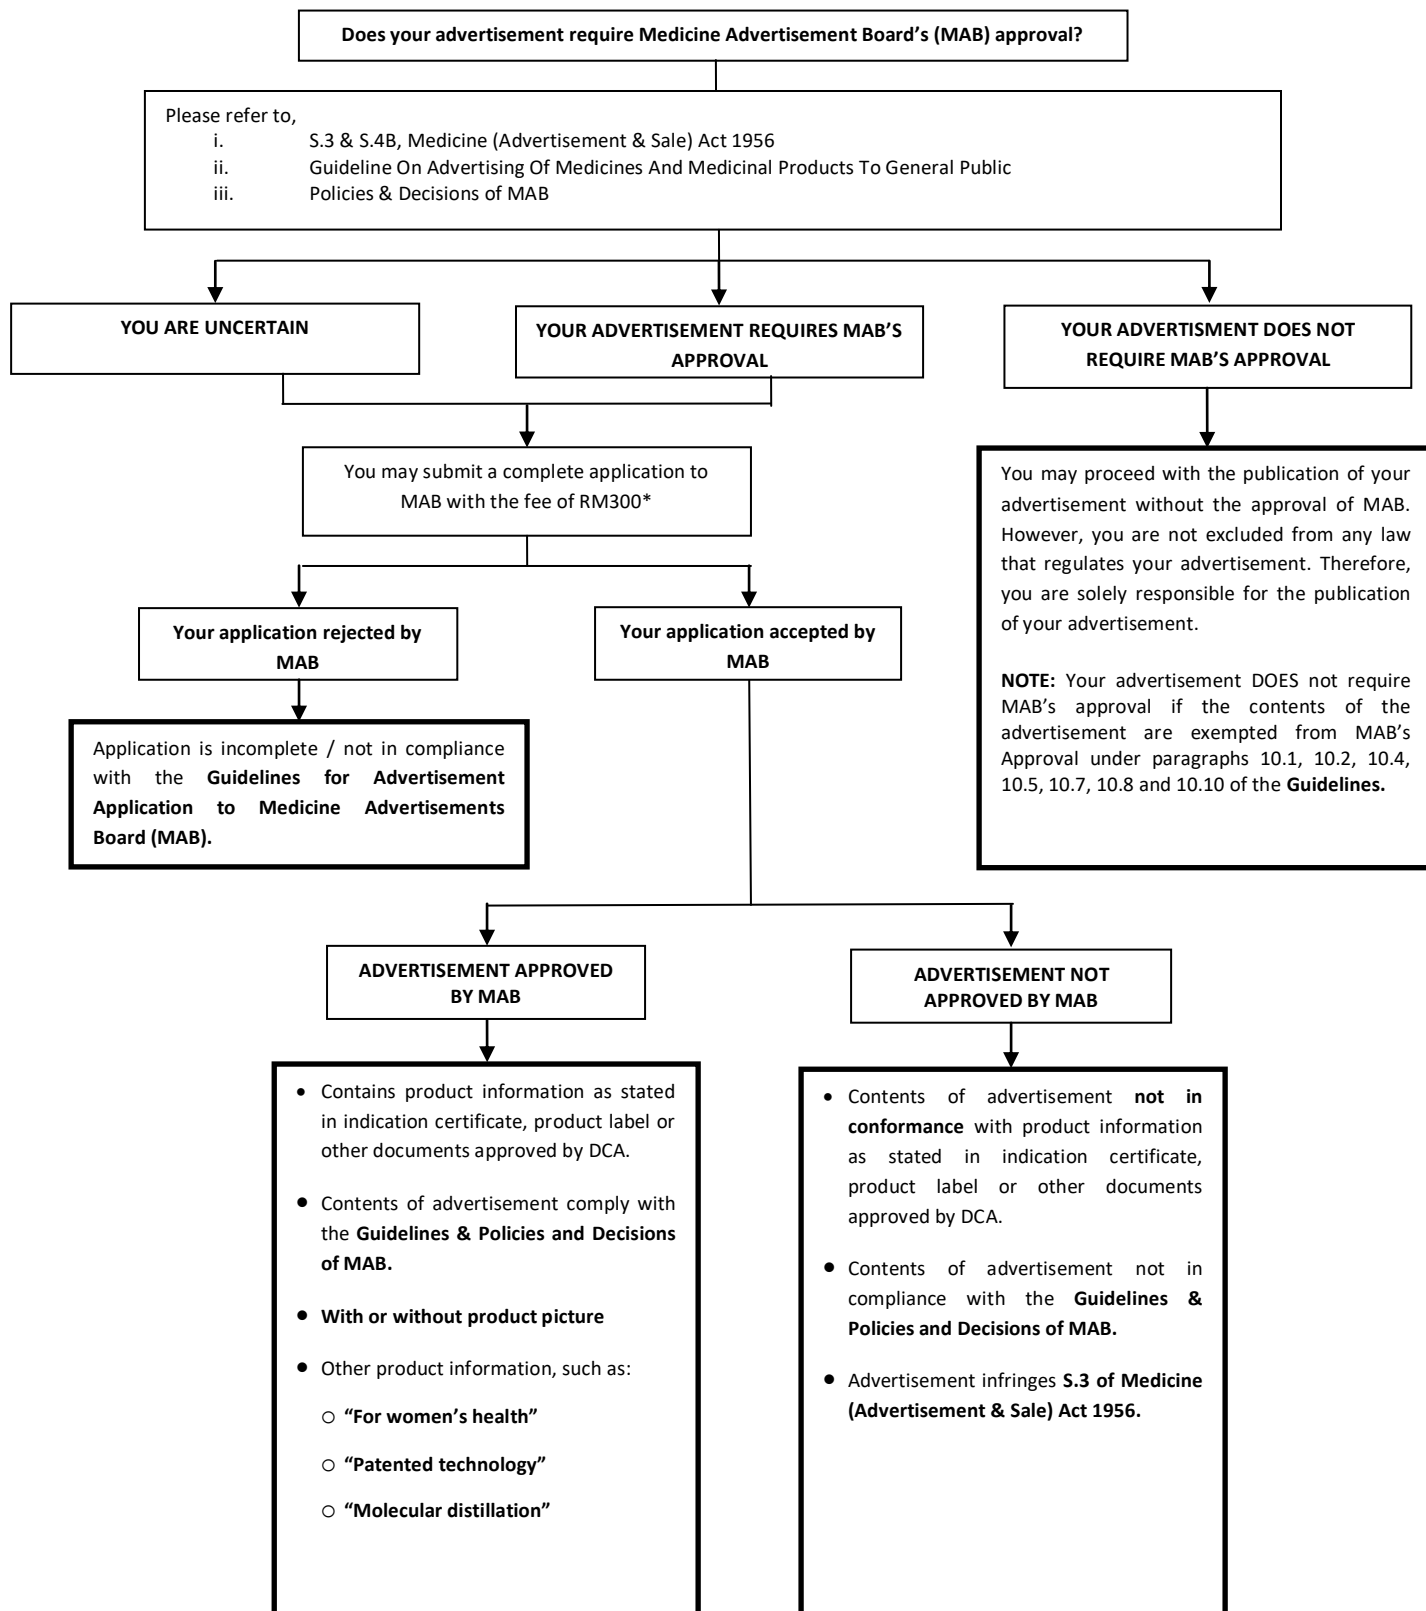 Does your advertisement require Medicine Advertisement Board's (MAB) approval?
Please refer to,
i. S.3 & S.4B, Medicine (Advertisement & Sale) Act 1956
ii. Guideline On Advertising Of Medicines And Medicinal Products To General Public
iii. Policies & Decisions of MAB
YOU ARE UNCERTAIN
YOUR ADVERTISEMENT REQUIRES MAB'S
APPROVAL
YOUR ADVERTISMENT DOES NOT
REQUIRE MAB'S APPROVAL
You may submit a complete application to
MAB with the fee of RM300*
You may proceed with the publication of your
advertisement without the approval of MAB.
However, you are not excluded from any law
that regulates your advertisement. Therefore,
you are solely responsible for the publication
of your advertisement.
NOTE: Your advertisement DOES not require
MAB's approval if the contents of the
advertisement are exempted from MAB's
Approval under paragraphs 10.1, 10.2, 10.4,
10.5, 10.7, 10.8 and 10.10 of the Guidelines.
Your application rejected by
MAB
Your application accepted by
MAB
Application is incomplete / not in compliance
with the Guidelines for Advertisement
Application to Medicine Advertisements
Board (MAB).
ADVERTISEMENT APPROVED
BY MAB
ADVERTISEMENT NOT
APPROVED BY MAB
• Contains product information as stated
in indication certificate, product label or
other documents approved by DCA.
• Contents of advertisement comply with
the Guidelines & Policies and Decisions
of MAB.
• With or without product picture
• Other product information, such as:
○ "For women's health"
○ "Patented technology"
○ "Molecular distillation"
• Contents of advertisement not in
conformance with product information
as stated in indication certificate,
product label or other documents
approved by DCA.
• Contents of advertisement not in
compliance with the Guidelines &
Policies and Decisions of MAB.
• Advertisement infringes S.3 of Medicine
(Advertisement & Sale) Act 1956.